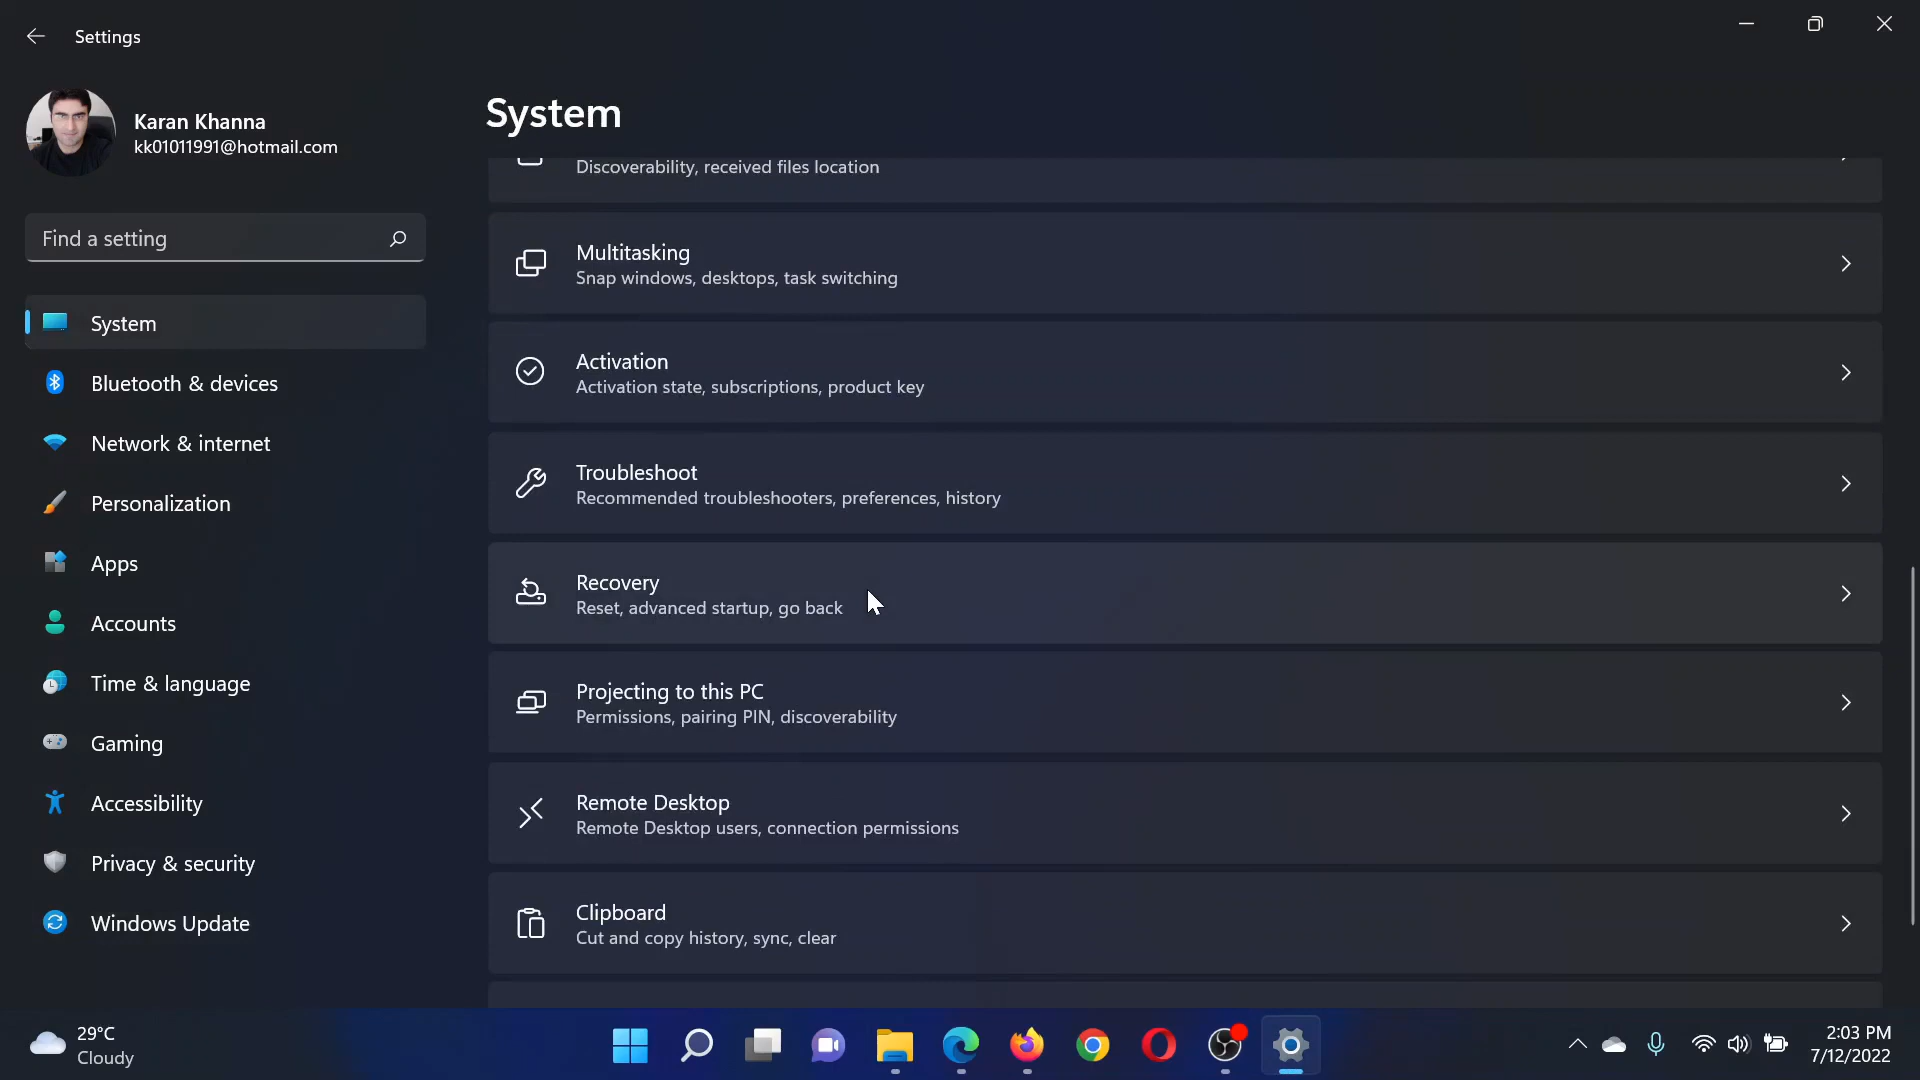 Settings
Karan Khanna
kk01011991@hotmail.com
Find a setting
System
Bluetooth & devices
Network & internet
Personalization
Apps
Accounts
Time & language
Gaming
Accessibility
Privacy & security
Windows Update
System
Discoverability, received files location
Multitasking
Snap windows, desktops, task switching
Activation
Activation state, subscriptions, product key
Troubleshoot
Recommended troubleshooters, preferences, history
Recovery
Reset, advanced startup, go back
Projecting to this PC
Permissions, pairing PIN, discoverability
Remote Desktop
Remote Desktop users, connection permissions
Clipboard
Cut and copy history, sync, clear
29°C
Cloudy
2:03 PM
7/12/2022